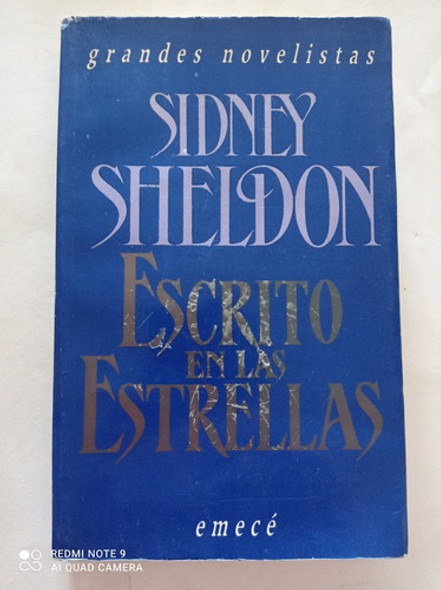 grandes novelistas
SIDNEY
SHELDON
ESCRITO
EN LAS
ESTRELLAS
emecé
REDMI NOTE 9
AI QUAD CAMERA